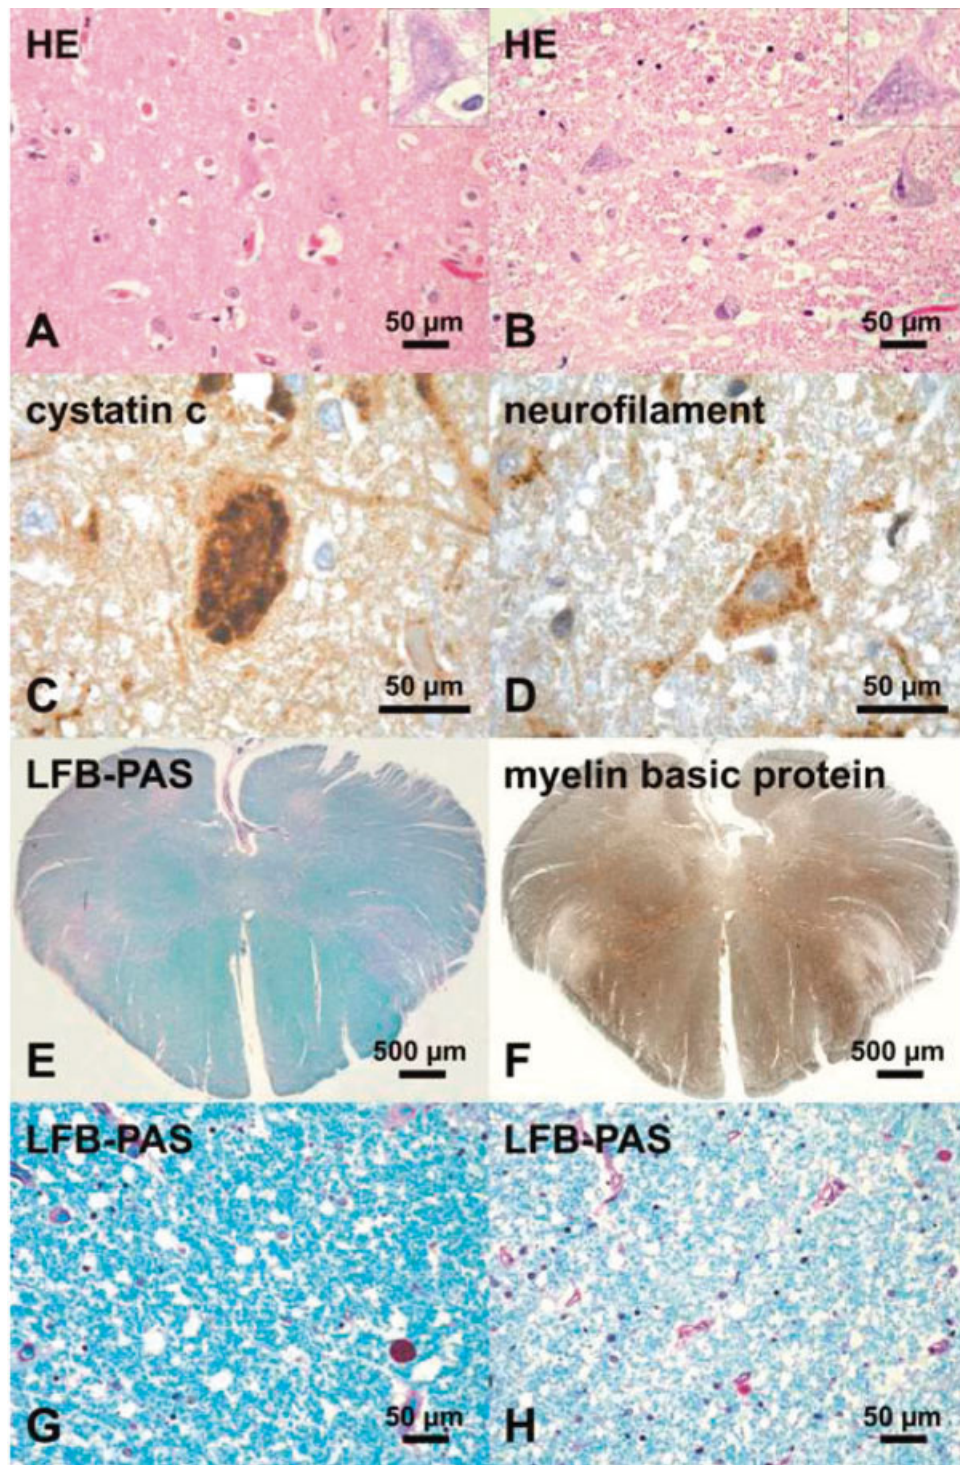 HE
HE
50 µm
50 µm
A
B
cystatin c
neurofilament
50 µm
50 µm
C
D
LFB-PAS
myelin basic protein
500 µm
500 µm
E
F
LFB-PAS
LFB-PAS
50 µm
50 µm
G
H